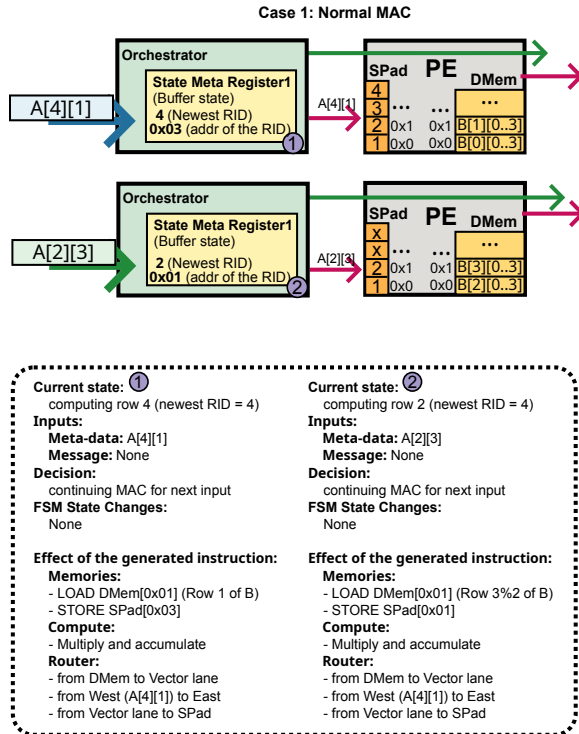 Case 1: Normal MAC
Orchestrator
State Meta Register1
(Buffer state)
4 (Newest RID)
0x03 (addr of the RID)
1
A[4][1]
A[4][1]
SPad PE DMem
4
3 ... ... ...
2 0x1 0x1 B[1][0..3]
1 0x0 0x0 B[0][0..3]
Orchestrator
State Meta Register1
(Buffer state)
2 (Newest RID)
0x01 (addr of the RID)
2
A[2][3]
A[2][3]
SPad PE DMem
x
x ... ... ...
2 0x1 0x1 B[3][0..3]
1 0x0 0x0 B[2][0..3]
Current state: 1
computing row 4 (newest RID = 4)
Inputs:
Meta-data: A[4][1]
Message: None
Decision:
continuing MAC for next input
FSM State Changes:
None
Effect of the generated instruction:
Memories:
- LOAD DMem[0x01] (Row 1 of B)
- STORE SPad[0x03]
Compute:
- Multiply and accumulate
Router:
- from DMem to Vector lane
- from West (A[4][1]) to East
- from Vector lane to SPad
Current state: 2
computing row 2 (newest RID = 4)
Inputs:
Meta-data: A[2][3]
Message: None
Decision:
continuing MAC for next input
FSM State Changes:
None
Effect of the generated instruction:
Memories:
- LOAD DMem[0x01] (Row 3%2 of B)
- STORE SPad[0x01]
Compute:
- Multiply and accumulate
Router:
- from DMem to Vector lane
- from West (A[4][1]) to East
- from Vector lane to SPad